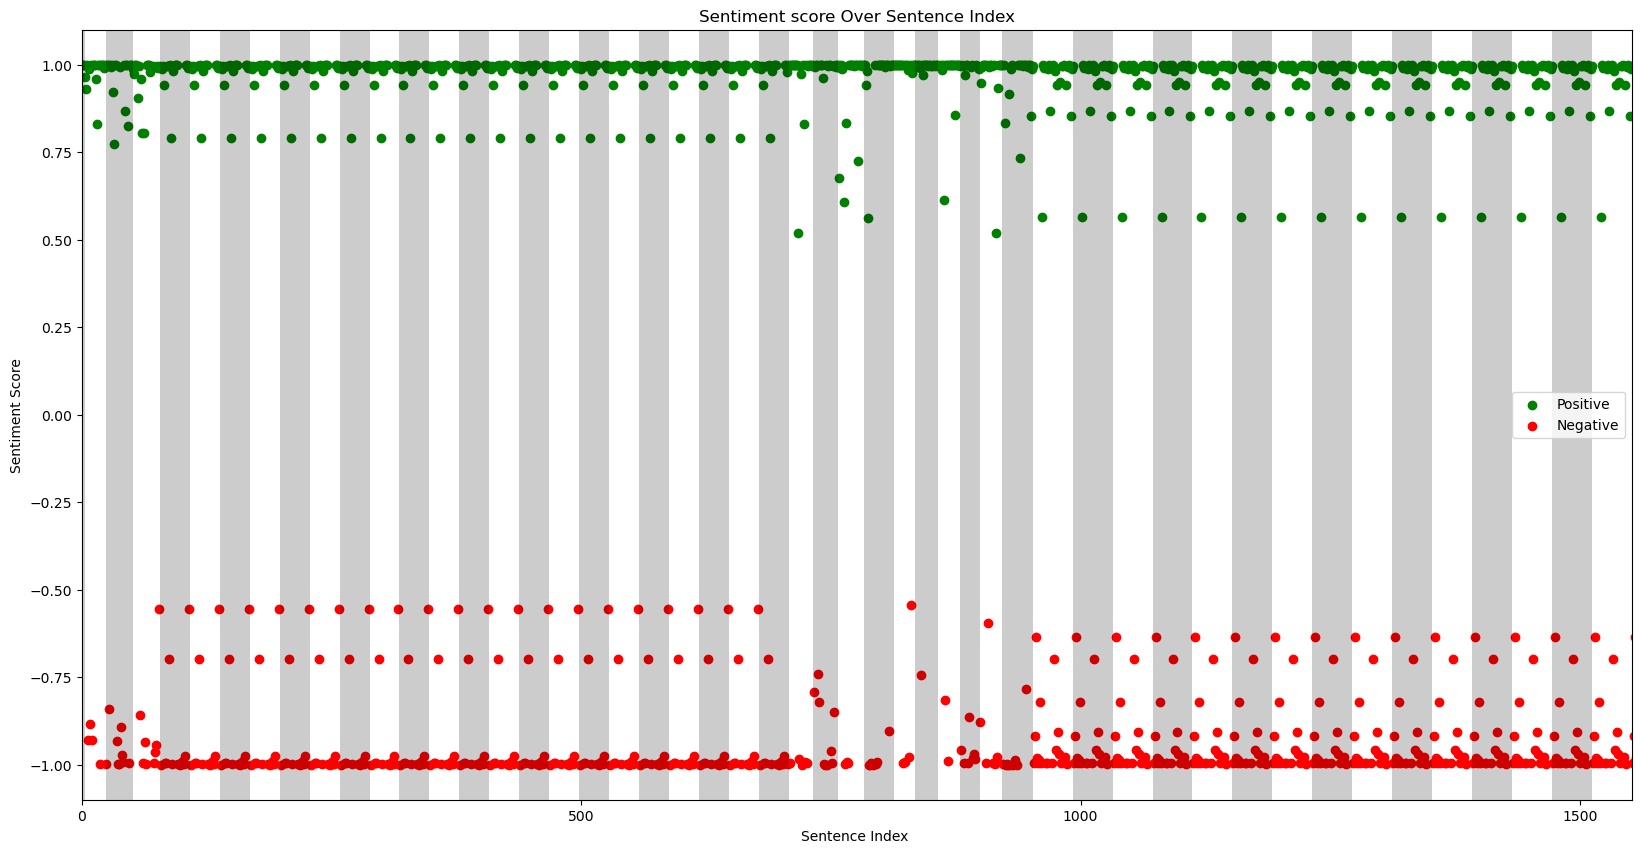 Sentiment score Over Sentence Index
1.00
0.75
0.50
0.25
0.00
−0.25
−0.50
−0.75
−1.00
Sentiment Score
Positive
Negative
0
500
1000
1500
Sentence Index